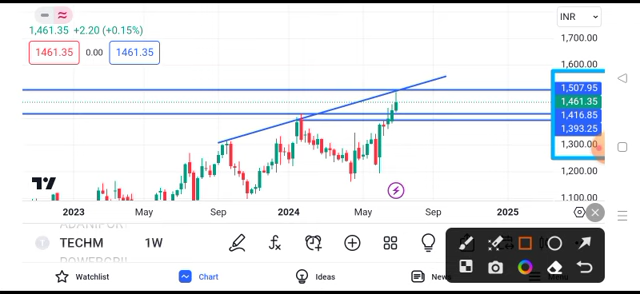 INR
1,461.35 +2.20 (+0.15%)
1461.35 0.00 1461.35
1,700.00
1,600.00
1,507.95
1,461.35
1,416.85
1,393.25
1,300.00
1,200.00
1,100.00
2023 May Sep 2024 May Sep 2025
TECHM 1W
Watchlist Chart Ideas News Menu